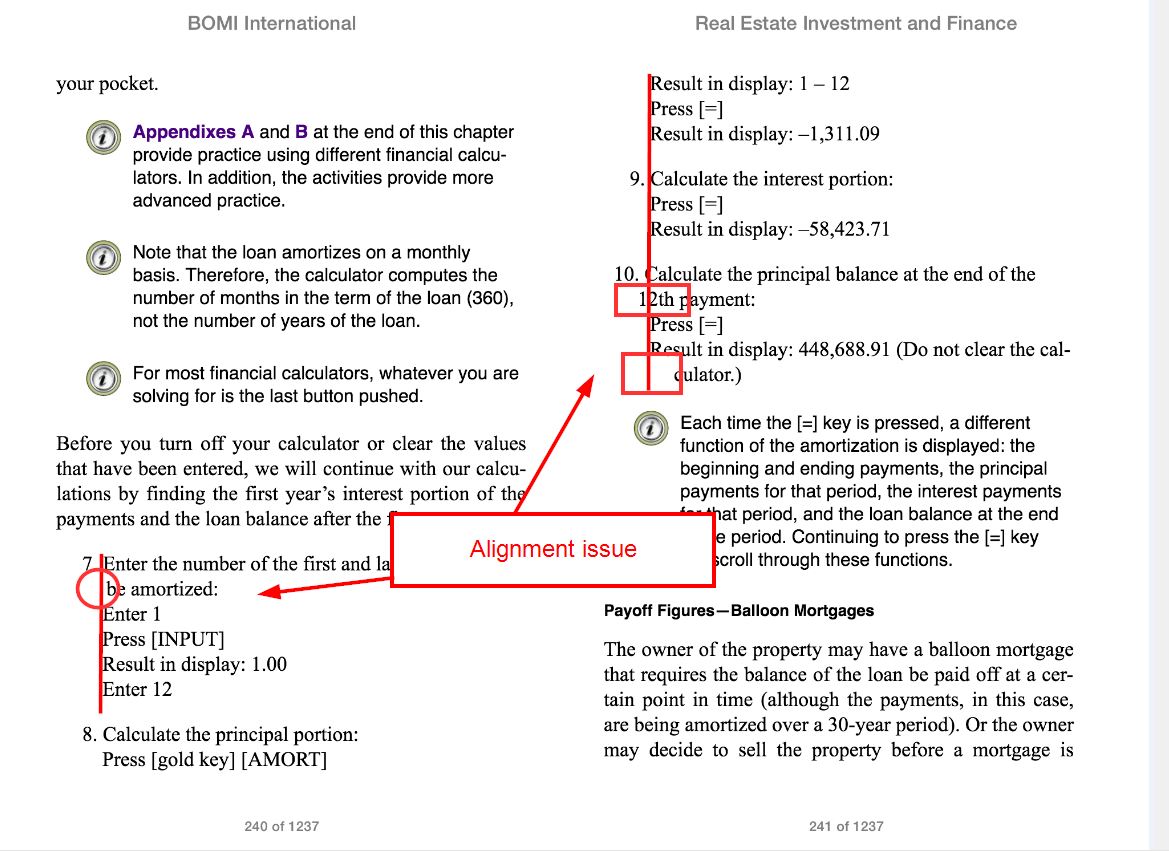 BOMI International
your pocket.
Appendixes A and B at the end of this chapter
provide practice using different financial calcu-
lators. In addition, the activities provide more
advanced practice.
Note that the loan amortizes on a monthly
basis. Therefore, the calculator computes the
number of months in the term of the loan (360),
not the number of years of the loan.
For most financial calculators, whatever you are
solving for is the last button pushed.
Before you turn off your calculator or clear the values
that have been entered, we will continue with our calcu-
lations by finding the first year's interest portion of the
payments and the loan balance after the
7. Enter the number of the first and la
be amortized:
Enter 1
Press [INPUT]
Result in display: 1.00
Enter 12
8. Calculate the principal portion:
Press [gold key] [AMORT]
240 of 1237
Alignment issue
Real Estate Investment and Finance
Result in display: 1 – 12
Press [=]
Result in display: –1,311.09
9. Calculate the interest portion:
Press [=]
Result in display: –58,423.71
10. Calculate the principal balance at the end of the
12th payment:
Press [=]
Result in display: 448,688.91 (Do not clear the cal-
culator.)
Each time the [=] key is pressed, a different
function of the amortization is displayed: the
beginning and ending payments, the principal
payments for that period, the interest payments
for that period, and the loan balance at the end
e period. Continuing to press the [=] key
scroll through these functions.
Payoff Figures—Balloon Mortgages
The owner of the property may have a balloon mortgage
that requires the balance of the loan be paid off at a cer-
tain point in time (although the payments, in this case,
are being amortized over a 30-year period). Or the owner
may decide to sell the property before a mortgage is
241 of 1237